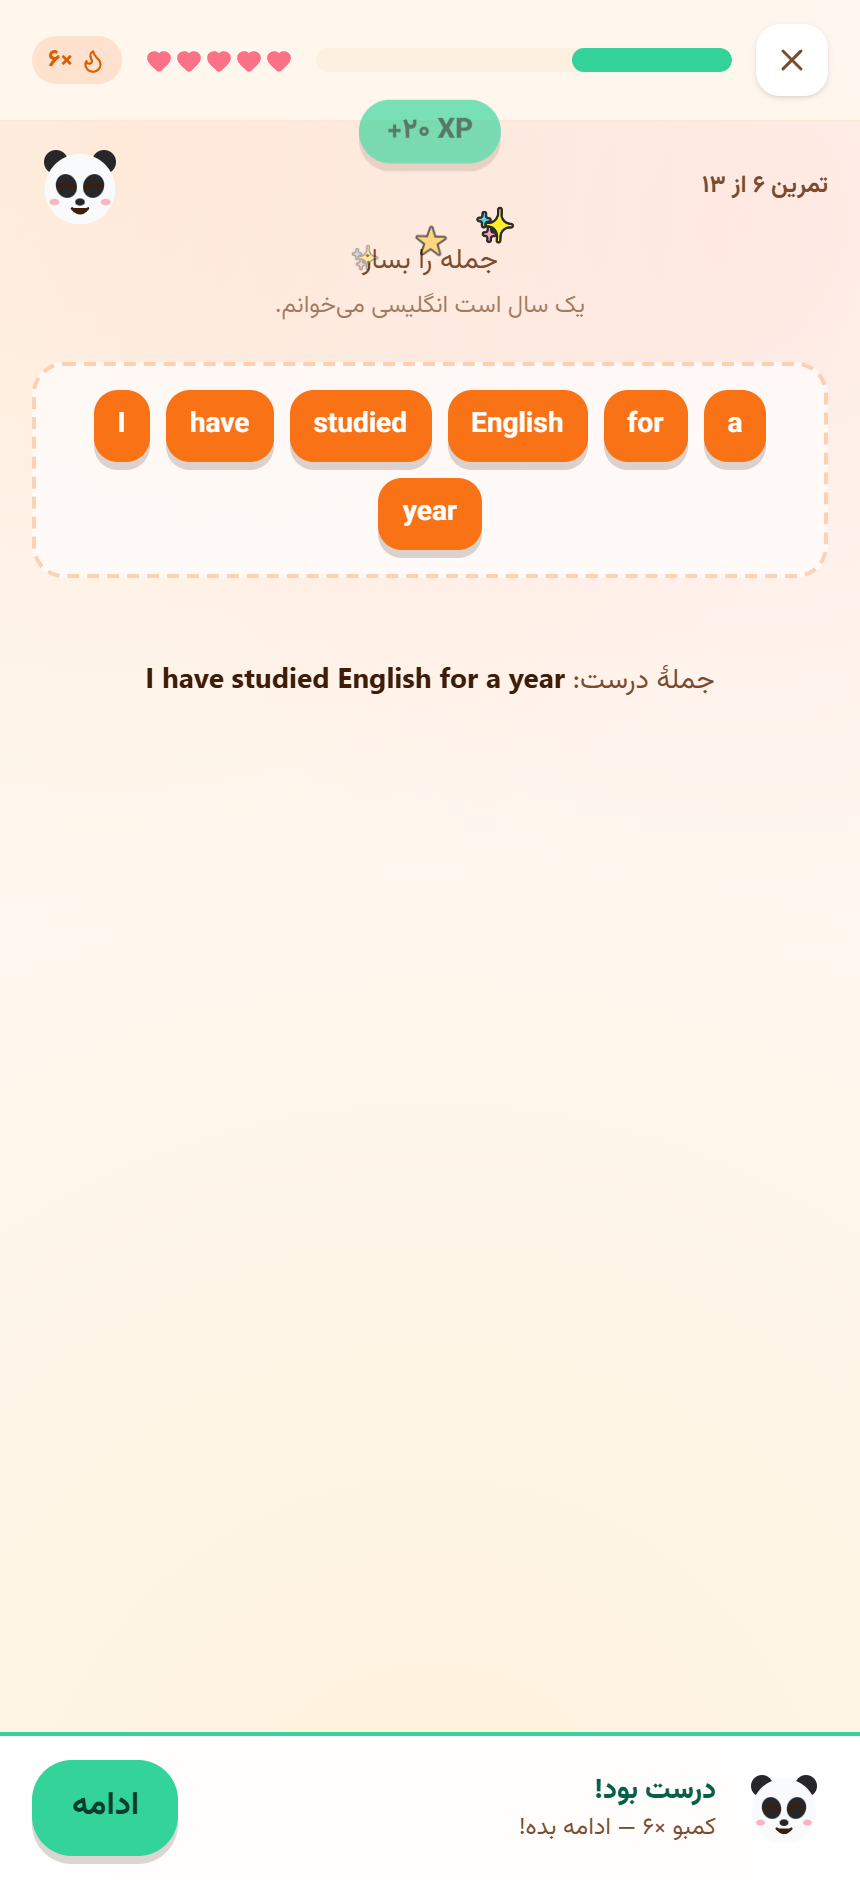 ۶×
+۲۰ XP
تمرین ۶ از ۱۳
جمله را بساز
یک سال است انگلیسی می‌خوانم.
I have studied English for a
year
جملهٔ درست: I have studied English for a year
درست بود!
کمبو ×۶ — ادامه بده!
ادامه